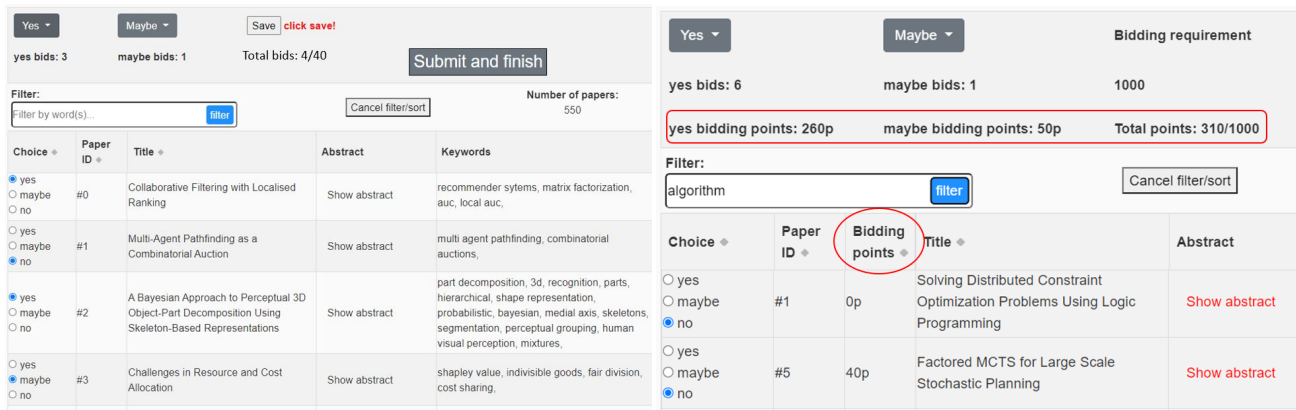 Yes
Maybe
Save click save!
yes bids: 3
maybe bids: 1
Total bids: 4/40
Submit and finish
Filter:
Number of papers:
Filter by word(s)...
filter
Cancel filter/sort
550
Choice
Paper
ID
Title
Abstract
Keywords
yes
maybe
no
#0
Collaborative Filtering with Localised
Ranking
Show abstract
recommender sytems, matrix factorization,
auc, local auc,
yes
maybe
no
#1
Multi-Agent Pathfinding as a
Combinatorial Auction
Show abstract
multi agent pathfinding, combinatorial
auctions,
yes
maybe
no
#2
A Bayesian Approach to Perceptual 3D
Object-Part Decomposition Using
Skeleton-Based Representations
Show abstract
part decomposition, 3d, recognition, parts,
hierarchical, shape representation,
probabilistic, bayesian, medial axis, skeletons,
segmentation, perceptual grouping, human
visual perception, mixtures,
yes
maybe
no
#3
Challenges in Resource and Cost
Allocation
Show abstract
shapley value, indivisible goods, fair division,
cost sharing,
Yes
Maybe
Bidding requirement
yes bids: 6
maybe bids: 1
1000
yes bidding points: 260p
maybe bidding points: 50p
Total points: 310/1000
Filter:
algorithm
filter
Cancel filter/sort
Choice
Paper
ID
Bidding
points
Title
Abstract
yes
maybe
no
#1
0p
Solving Distributed Constraint
Optimization Problems Using Logic
Programming
Show abstract
yes
maybe
no
#5
40p
Factored MCTS for Large Scale
Stochastic Planning
Show abstract